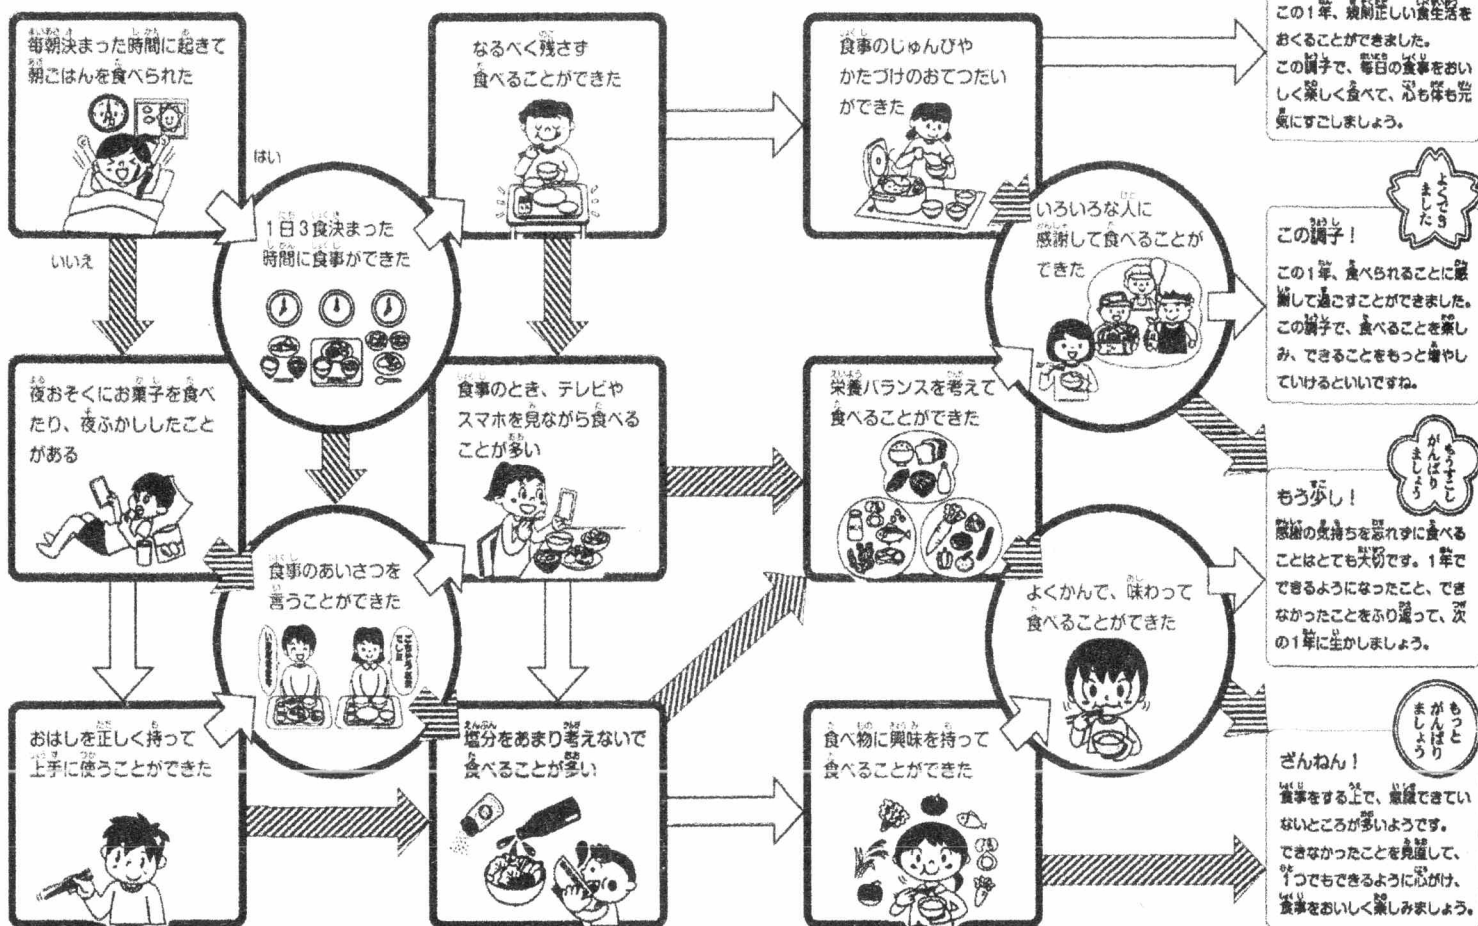 毎朝決まった時間に起きて
朝ごはんを食べられた
はい
いいえ
1日3食決まった
時間に食事ができた
なるべく残さず
食べることができた
食事のじゅんびや
かたづけのおてつだい
ができた
いろいろな人に
感謝して食べることが
できた
夜おそくにお菓子を食べ
たり、夜ふかししたこと
がある
食事のとき、テレビや
スマホを見ながら食べる
ことが多い
栄養バランスを考えて
食べることができた
食事のあいさつを
言うことができた
よくかんで、味わって
食べることができた
おはしを正しく持って
上手に使うことができた
塩分をあまり考えないで
食べることが多い
食べ物に興味を持って
食べることができた
この1年、規則正しい食生活を
おくることができました。
この調子で、毎日の食事をおい
しく楽しく食べて、心も体も元
気にすごしましょう。
よくでき
ました
この調子！
この1年、食べられることに感
謝して過ごすことができました。
この調子で、食べることを楽し
み、できることをもっと増やし
ていけるといいですね。
もうすこし
がんばり
ましょう
もう少し！
感謝の気持ちを忘れずに食べる
ことはとても大切です。1年で
できるようになったこと、でき
なかったことをふり返って、次
の1年に生かしましょう。
もっと
がんばり
ましょう
ざんねん！
食事をする上で、意識できてい
ないところが多いようです。
できなかったことを見直して、
1つでもできるように心がけ、
食事をおいしく楽しみましょう。